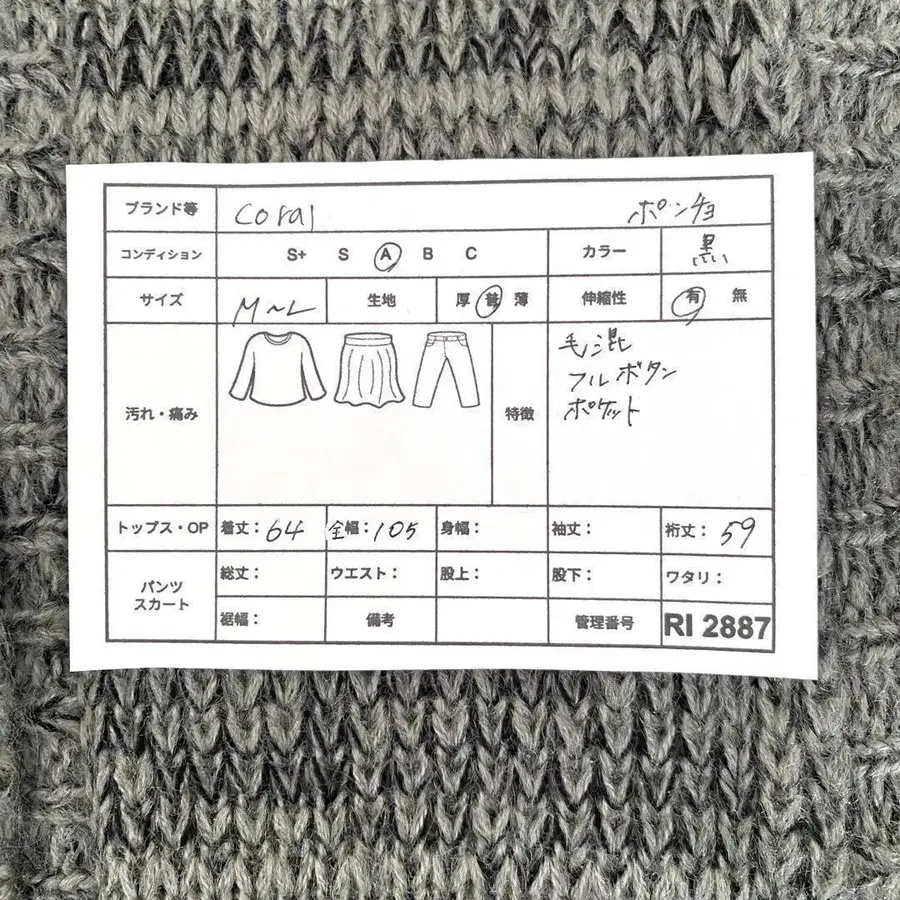 ブランド等 coral ポンチョ
コンディション S+ S A B C カラー 黒
サイズ M～L 生地 厚 普 薄 伸縮性 有 無
汚れ・痛み 特徴
毛混
フルボタン
ポケット
トップス・OP 着丈：64 全幅：105 身幅： 袖丈： 裄丈：59
パンツ
スカート
総丈： ウエスト： 股上： 股下： ワタリ：
裾幅： 備考 管理番号 RI 2887